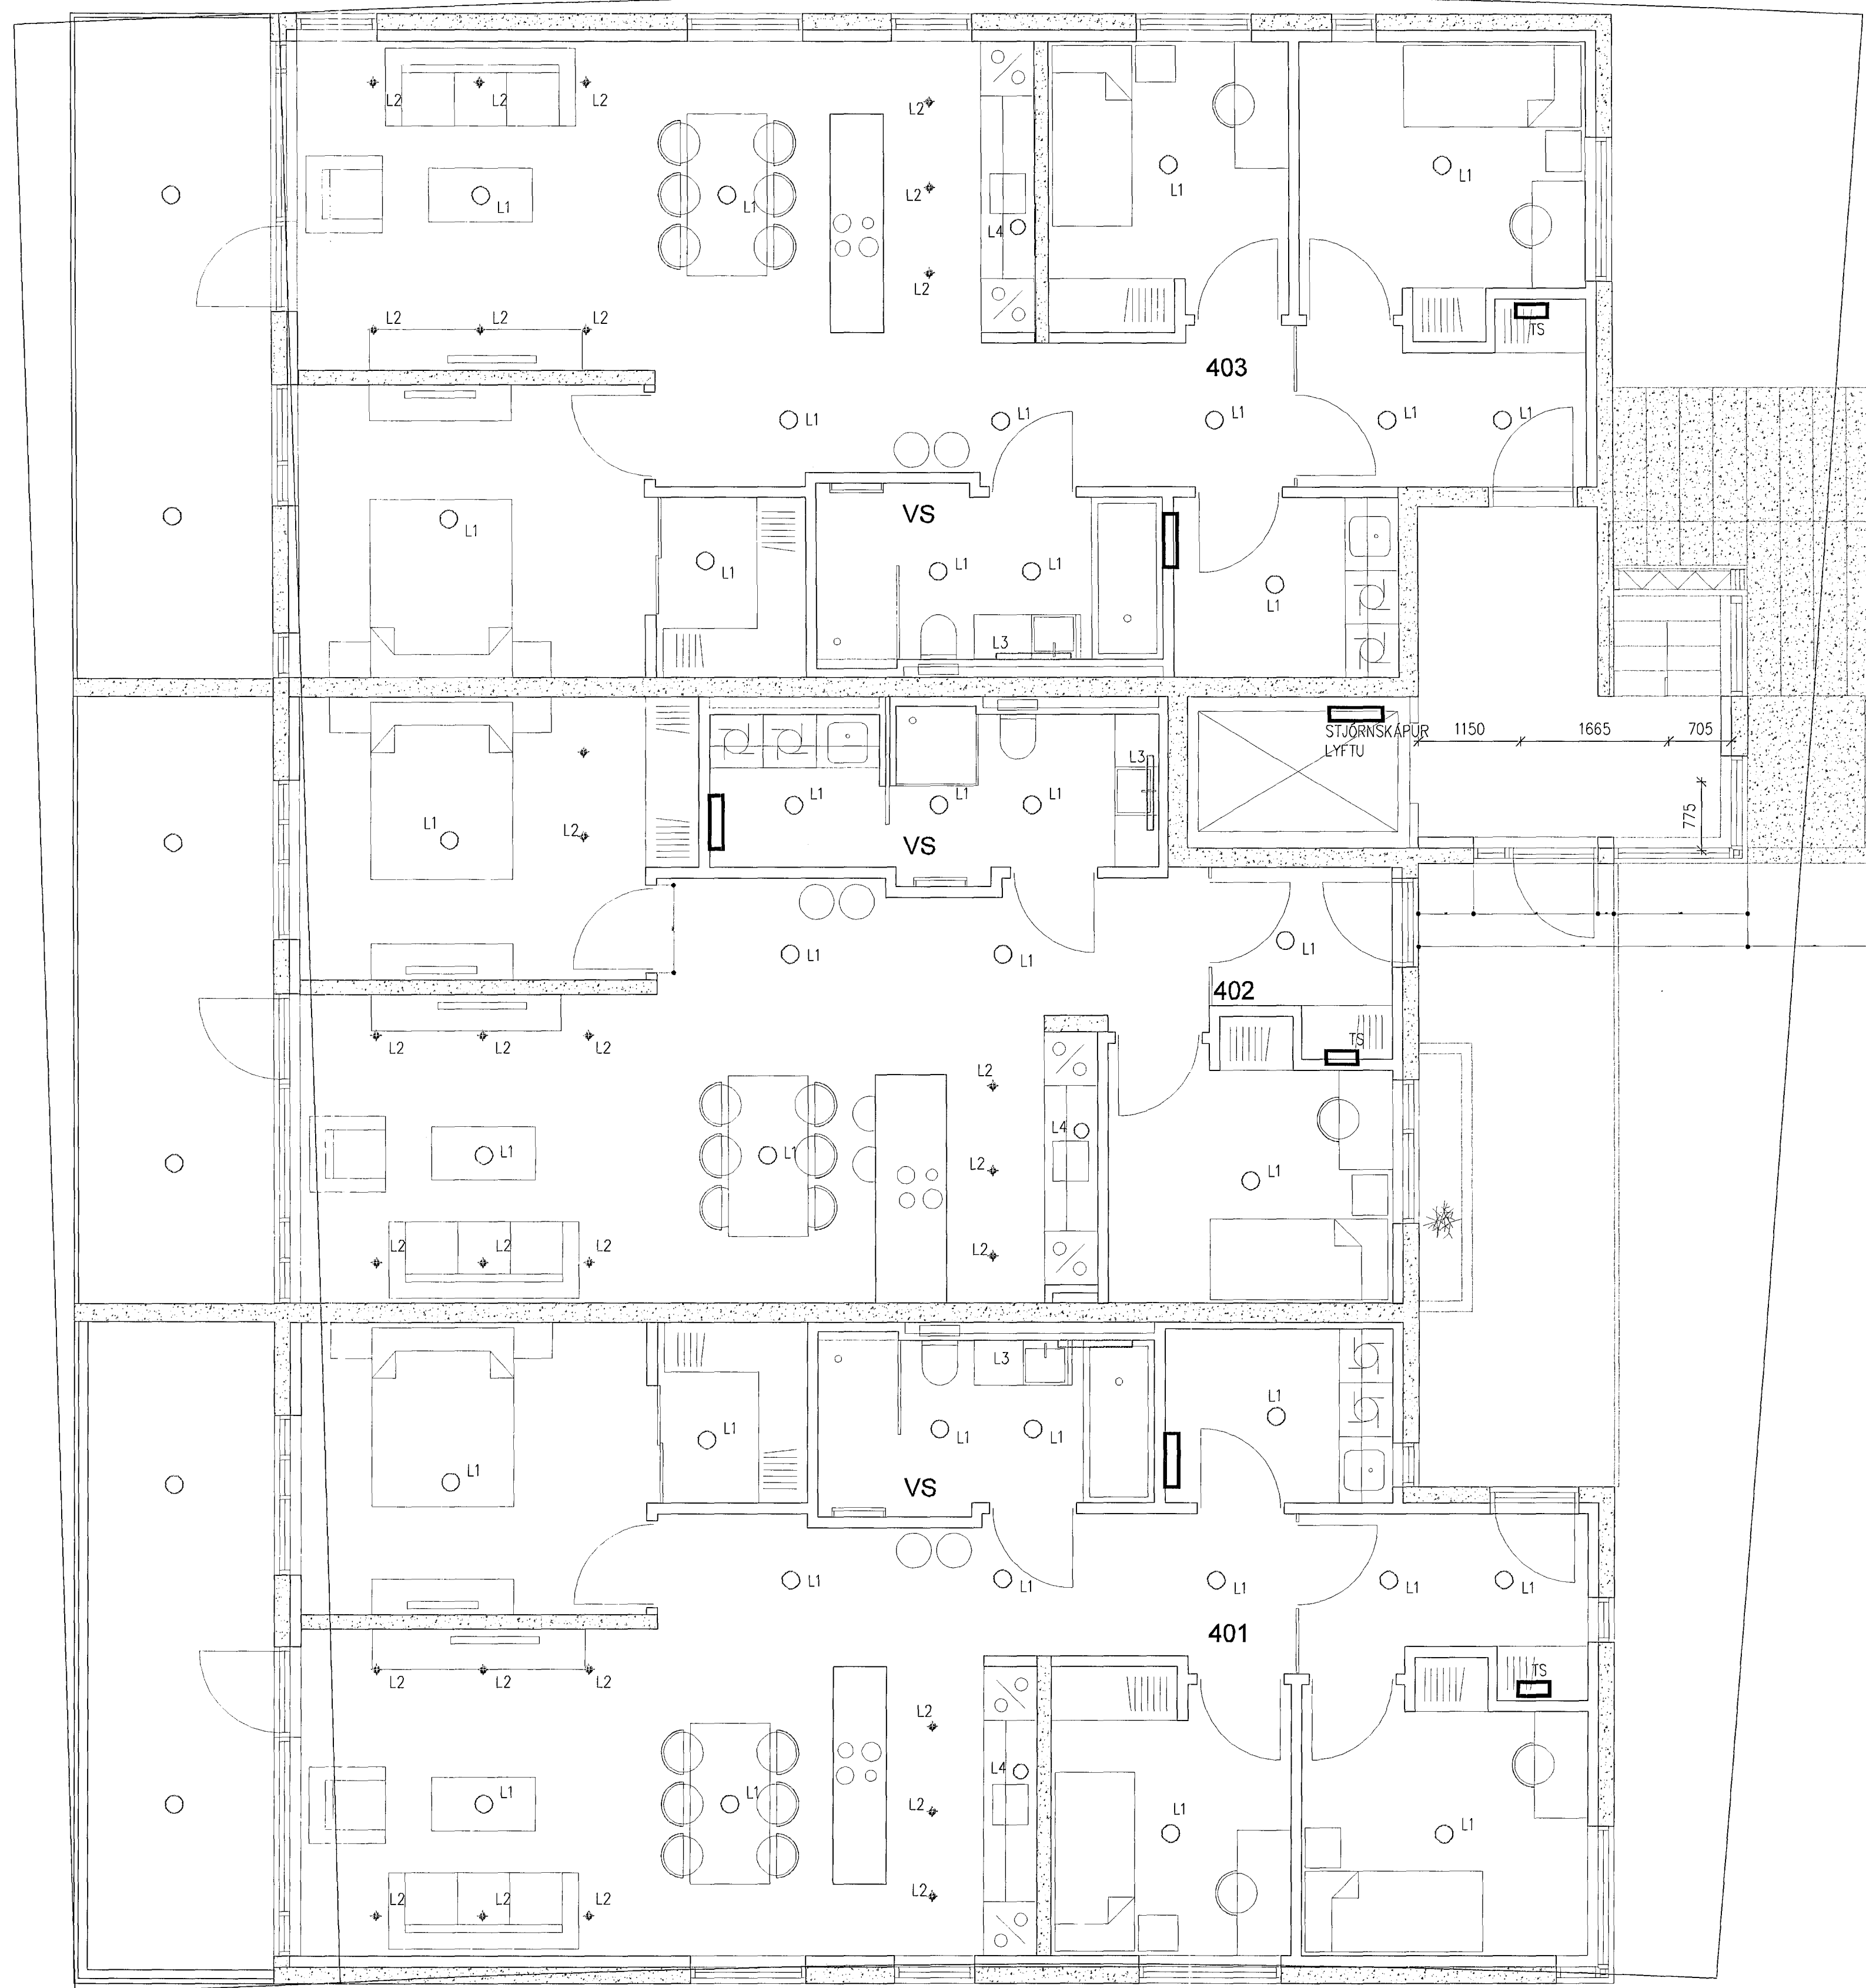 L2 L2 L2 L2
L1 L1 L2 L1 L1
L4
L2
L2 L2 L2 TS
403
L1 L1 L1 L1 L1
L1 VS
L1 L1 L1 L1
L3
STJÓRNSKÁPUR
LYFTU
1150 1665 705
L3
L1 L1 L1
L1 L2 775
VS
L1 L1 L1
402
L2 L2 L2 TS
L2
L4
L1 L1 L2 L1
L2 L2 L2 L2
L3
L1
L1 L1 L1
L1
VS
L1 L1 L1 L1 L1
401
L2 L2 L2 TS
L2
L4
L1 L1 L2 L1 L1
L2 L2 L2 L2